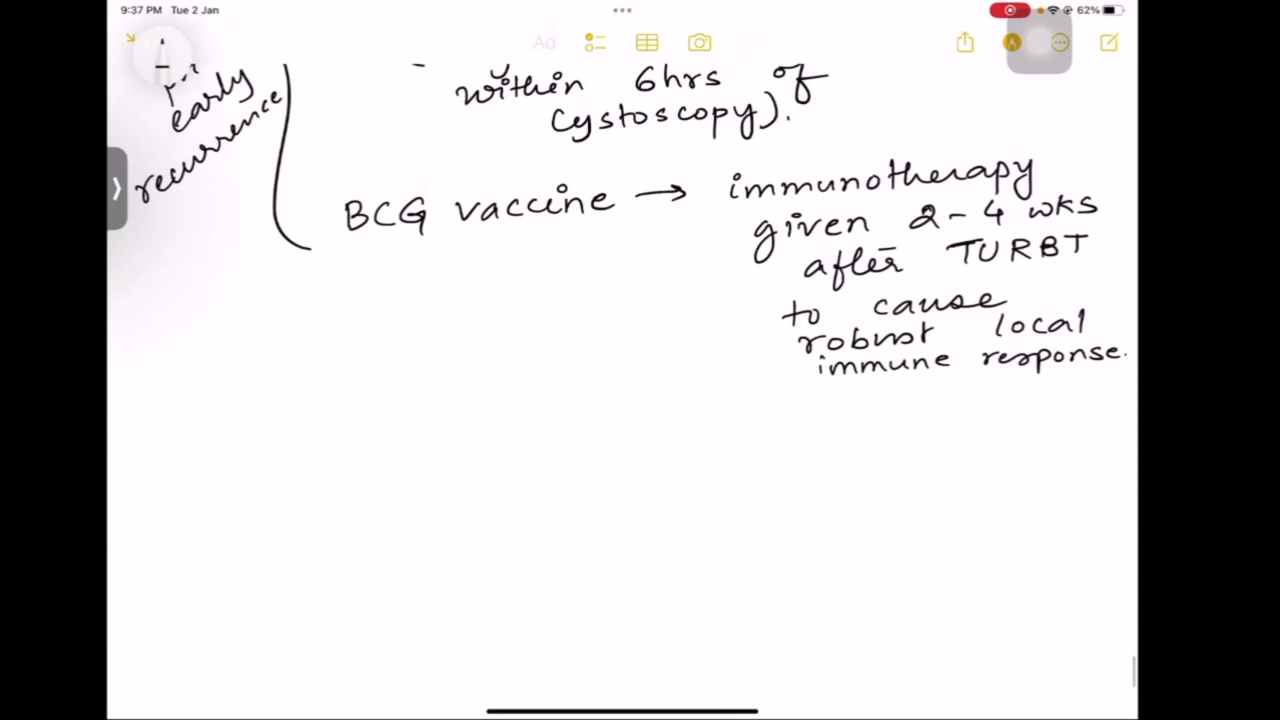 9:37 PM Tue 2 Jan
62%
Aa
early
recurrence
within 6hrs of
Cystoscopy).
BCG vaccine → immunotherapy
given 2-4 wks
after TURBT
to cause
robust local
immune response.